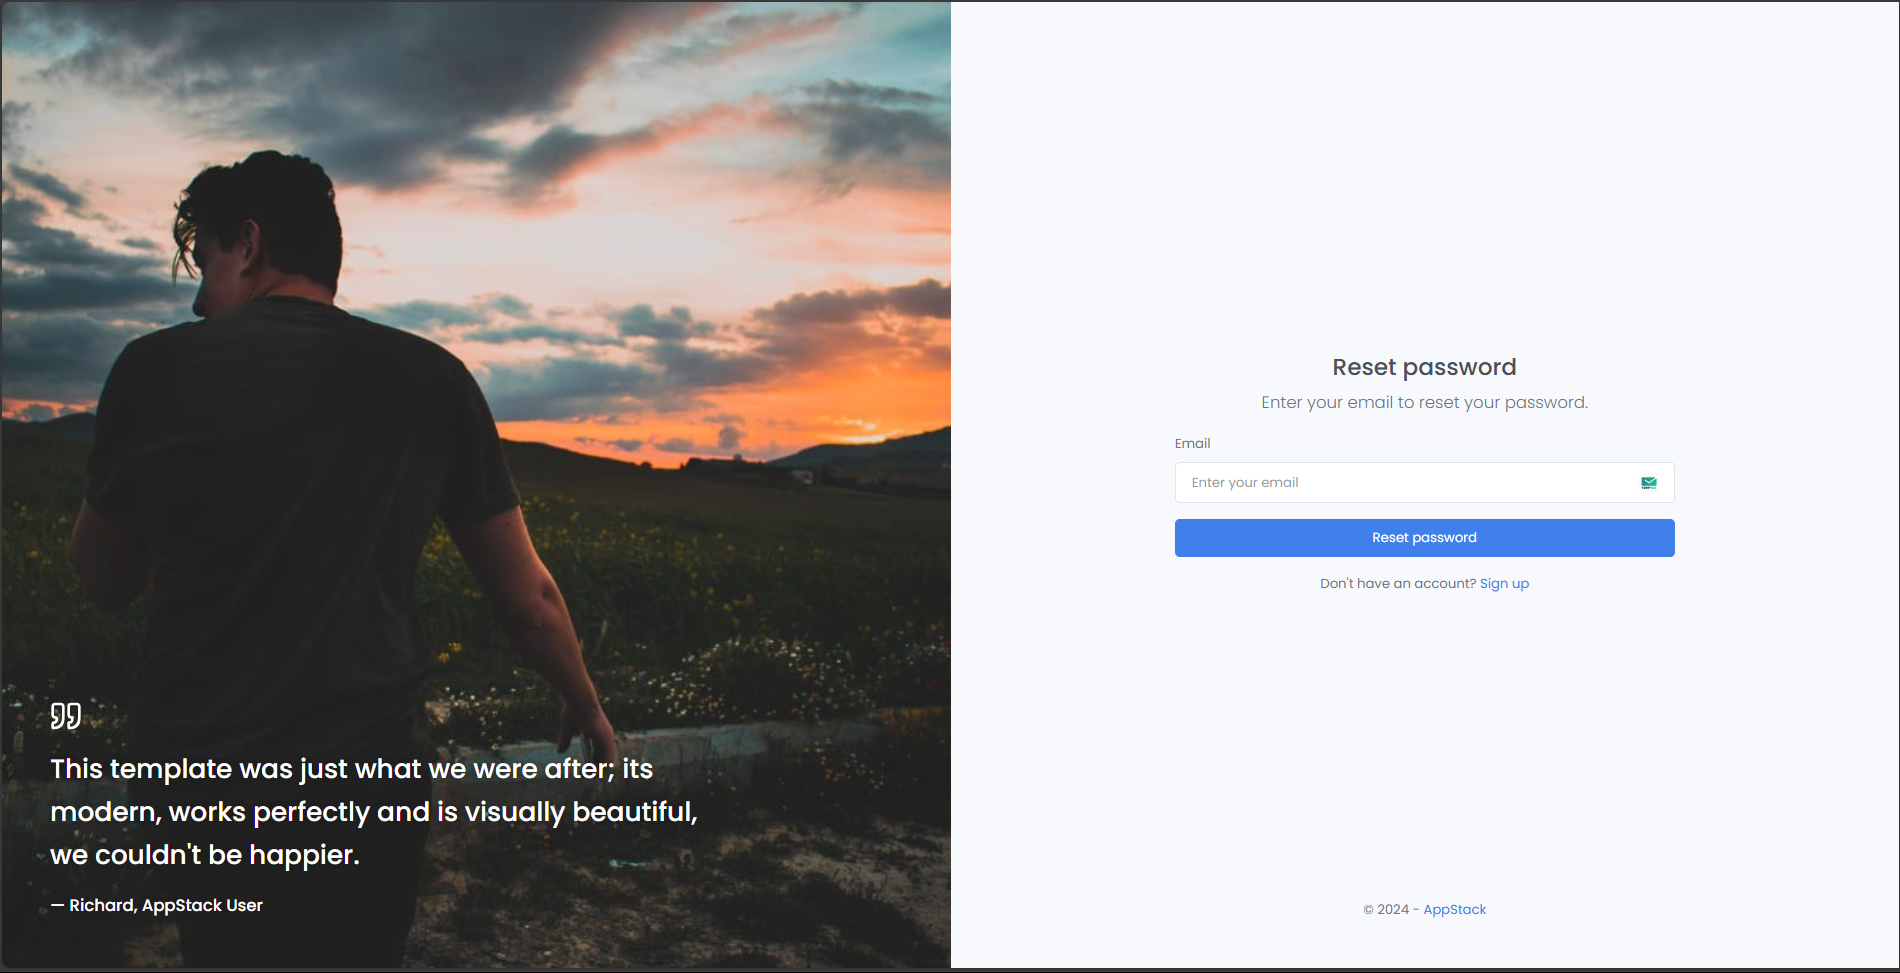 This template was just what we were after; its
modern, works perfectly and is visually beautiful,
we couldn't be happier.
— Richard, AppStack User
Reset password
Enter your email to reset your password.
Email
Enter your email
Reset password
Don't have an account? Sign up
© 2024 - AppStack